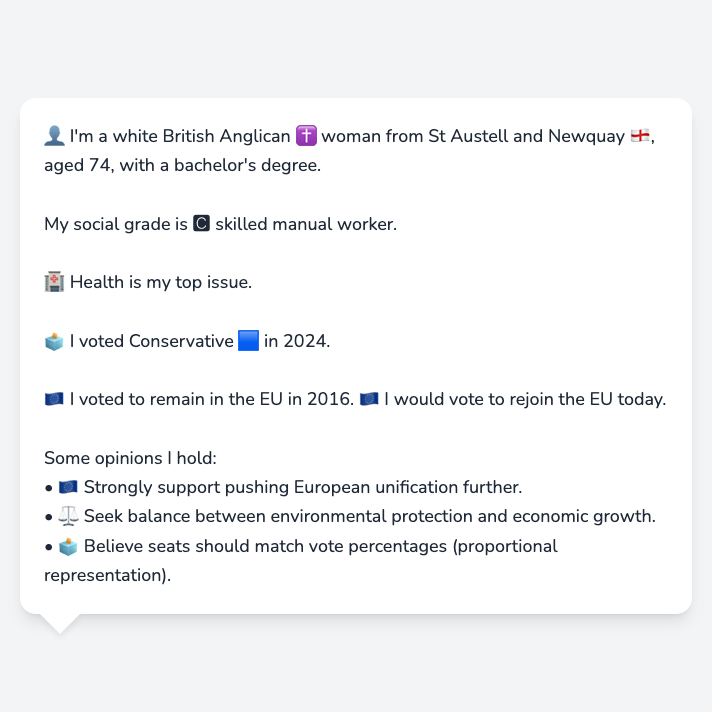 👤 I'm a white British Anglican ✝️ woman from St Austell and Newquay 🏴󠁧󠁢󠁥󠁮󠁧󠁿,
aged 74, with a bachelor's degree.
My social grade is 🅲 skilled manual worker.
🏥 Health is my top issue.
🗳️ I voted Conservative 🟦 in 2024.
🇪🇺 I voted to remain in the EU in 2016. 🇪🇺 I would vote to rejoin the EU today.
Some opinions I hold:
• 🇪🇺 Strongly support pushing European unification further.
• ⚖️ Seek balance between environmental protection and economic growth.
• 🗳️ Believe seats should match vote percentages (proportional
representation).